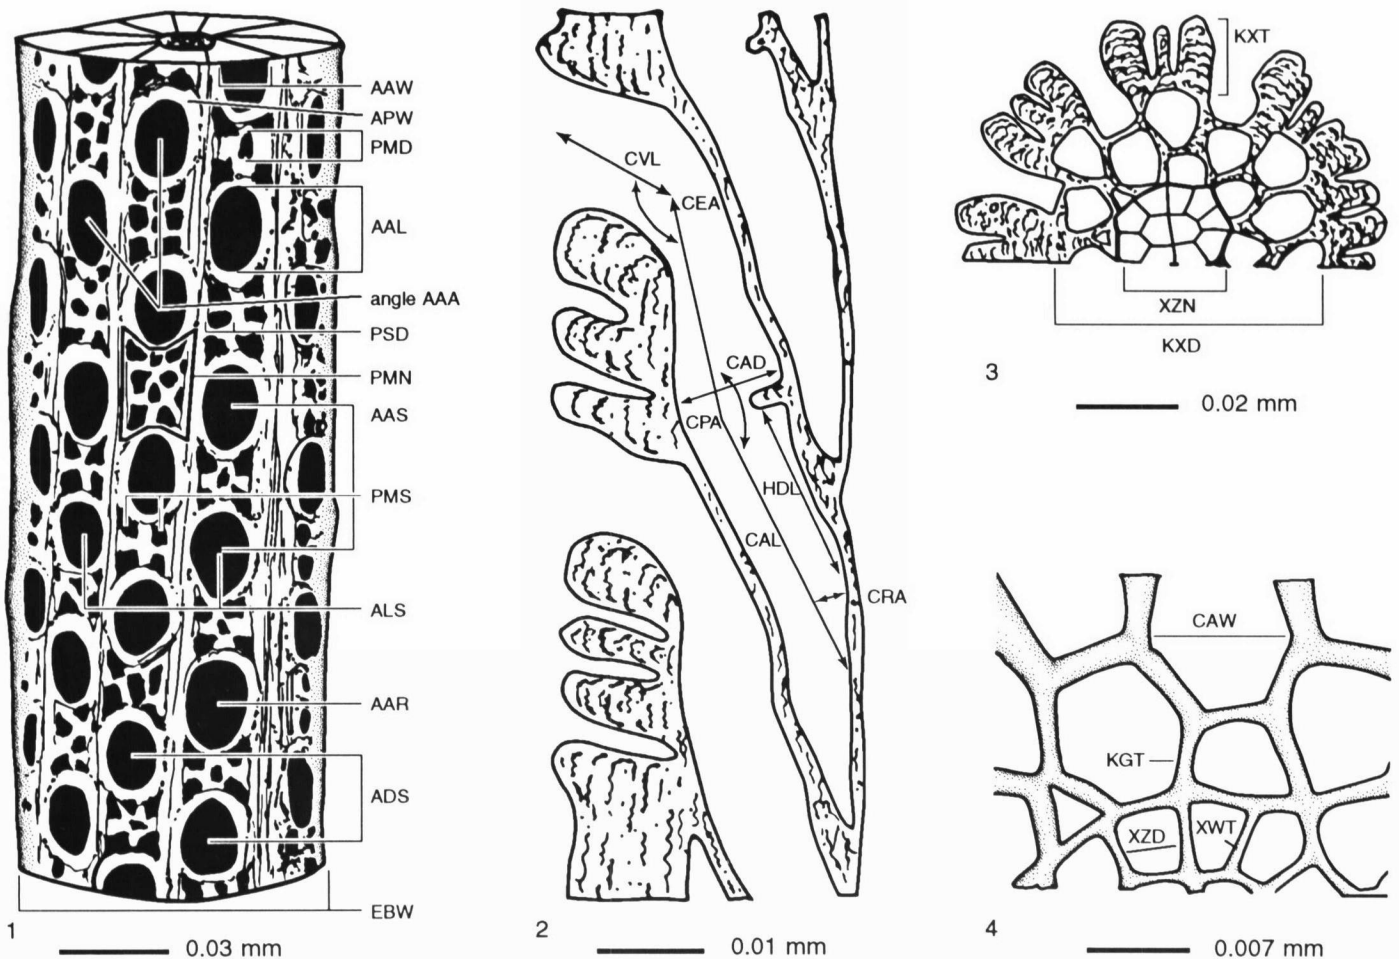 AAW
APW
PMD
AAL
angle AAA
PSD
PMN
AAS
PMS
ALS
AAR
ADS
EBW
1
0.03 mm
CVL
CEA
CAD
CPA
HDL
CAL
CRA
2
0.01 mm
KXT
XZN
KXD
3
0.02 mm
CAW
KGT
XZD
XWT
4
0.007 mm